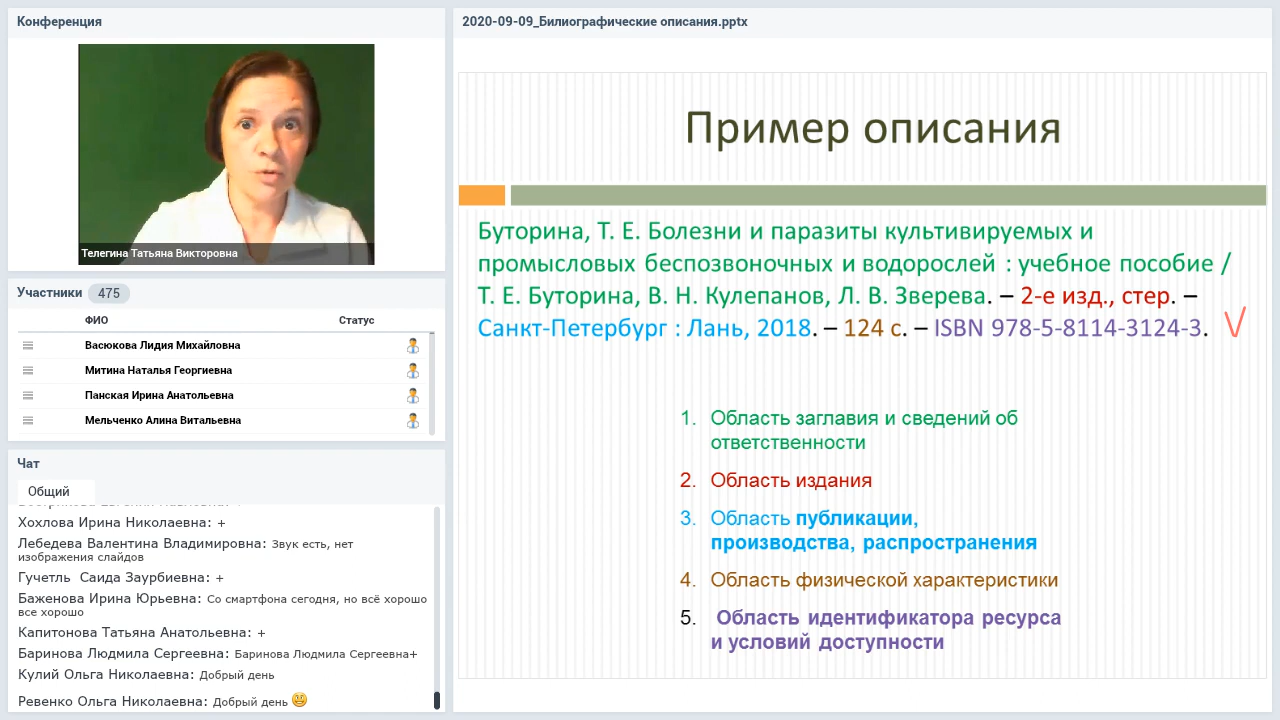 Конференция
Телегина Татьяна Викторовна
Участники 475
ФИО Статус
Васюкова Лидия Михайловна
Митина Наталья Георгиевна
Панская Ирина Анатольевна
Мельченко Алина Витальевна
Чат
Общий
Хохлова Ирина Николаевна: +
Лебедева Валентина Владимировна: Звук есть, нет
изображения слайдов
Гучетль Саида Заурбиевна: +
Баженова Ирина Юрьевна: Со смартфона сегодня, но всё хорошо
все хорошо
Капитонова Татьяна Анатольевна: +
Баринова Людмила Сергеевна: Баринова Людмила Сергеевна+
Кулий Ольга Николаевна: Добрый день
Ревенко Ольга Николаевна: Добрый день
2020-09-09_Билиографические описания.pptx
Пример описания
Буторина, Т. Е. Болезни и паразиты культивируемых и
промысловых беспозвоночных и водорослей : учебное пособие /
Т. Е. Буторина, В. Н. Кулепанов, Л. В. Зверева. – 2-е изд., стер. –
Санкт-Петербург : Лань, 2018. – 124 с. – ISBN 978-5-8114-3124-3.
1. Область заглавия и сведений об
ответственности
2. Область издания
3. Область публикации,
производства, распространения
4. Область физической характеристики
5. Область идентификатора ресурса
и условий доступности